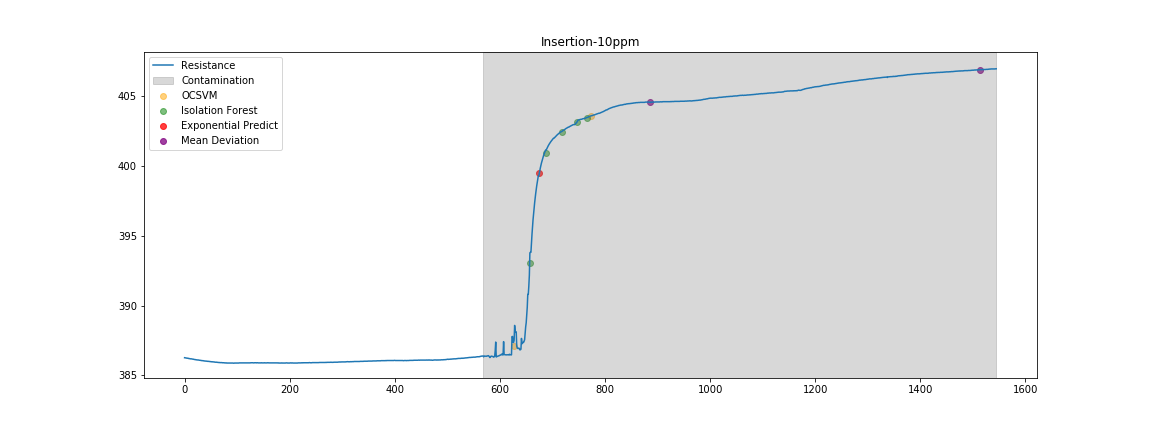 Insertion-10ppm
Resistance
Contamination
OCSVM
Isolation Forest
Exponential Predict
Mean Deviation
405
400
395
390
385
0 200 400 600 800 1000 1200 1400 1600